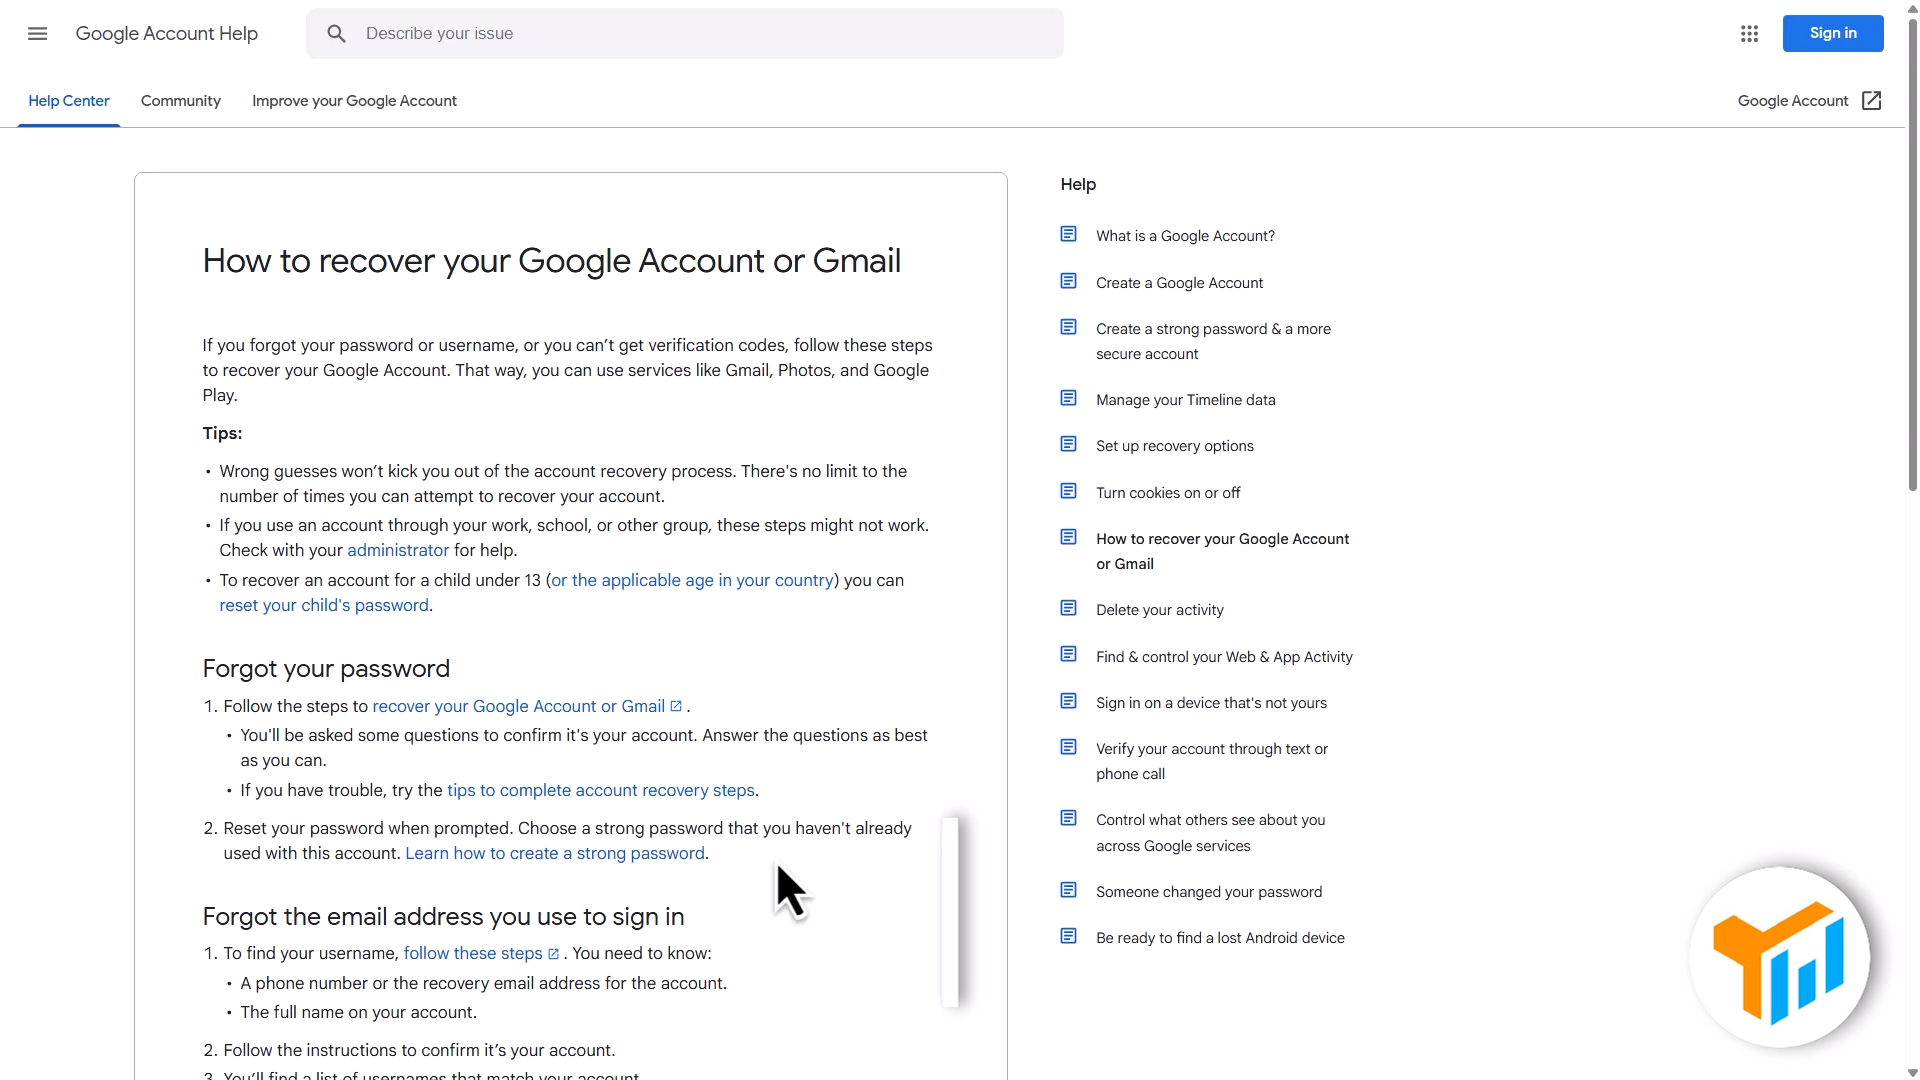 Google Account Help
Describe your issue
Sign in
Help Center
Community
Improve your Google Account
Google Account
How to recover your Google Account or Gmail
If you forgot your password or username, or you can’t get verification codes, follow these steps
to recover your Google Account. That way, you can use services like Gmail, Photos, and Google
Play.
Tips:
• Wrong guesses won’t kick you out of the account recovery process. There's no limit to the
number of times you can attempt to recover your account.
• If you use an account through your work, school, or other group, these steps might not work.
Check with your administrator for help.
• To recover an account for a child under 13 (or the applicable age in your country) you can
reset your child's password.
Forgot your password
1. Follow the steps to recover your Google Account or Gmail .
• You'll be asked some questions to confirm it's your account. Answer the questions as best
as you can.
• If you have trouble, try the tips to complete account recovery steps.
2. Reset your password when prompted. Choose a strong password that you haven't already
used with this account. Learn how to create a strong password.
Forgot the email address you use to sign in
1. To find your username, follow these steps . You need to know:
• A phone number or the recovery email address for the account.
• The full name on your account.
2. Follow the instructions to confirm it’s your account.
3. You’ll find a list of usernames that match your account.
Help
What is a Google Account?
Create a Google Account
Create a strong password & a more
secure account
Manage your Timeline data
Set up recovery options
Turn cookies on or off
How to recover your Google Account
or Gmail
Delete your activity
Find & control your Web & App Activity
Sign in on a device that's not yours
Verify your account through text or
phone call
Control what others see about you
across Google services
Someone changed your password
Be ready to find a lost Android device